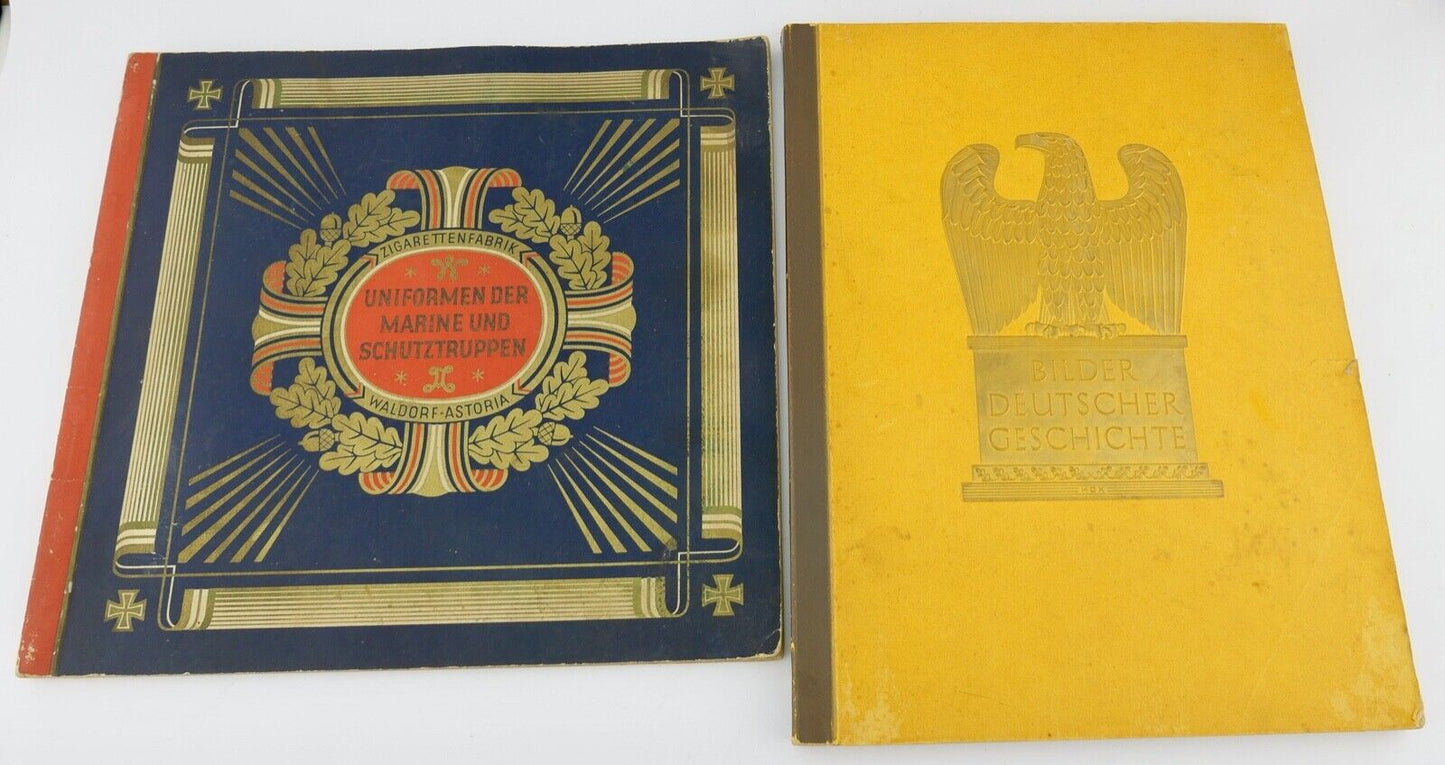 ZIGARETTENFABRIK
UNIFORMEN DER
MARINE UND
SCHUTZTRUPPEN
WALDORF-ASTORIA
BILDER
DEUTSCHER
GESCHICHTE